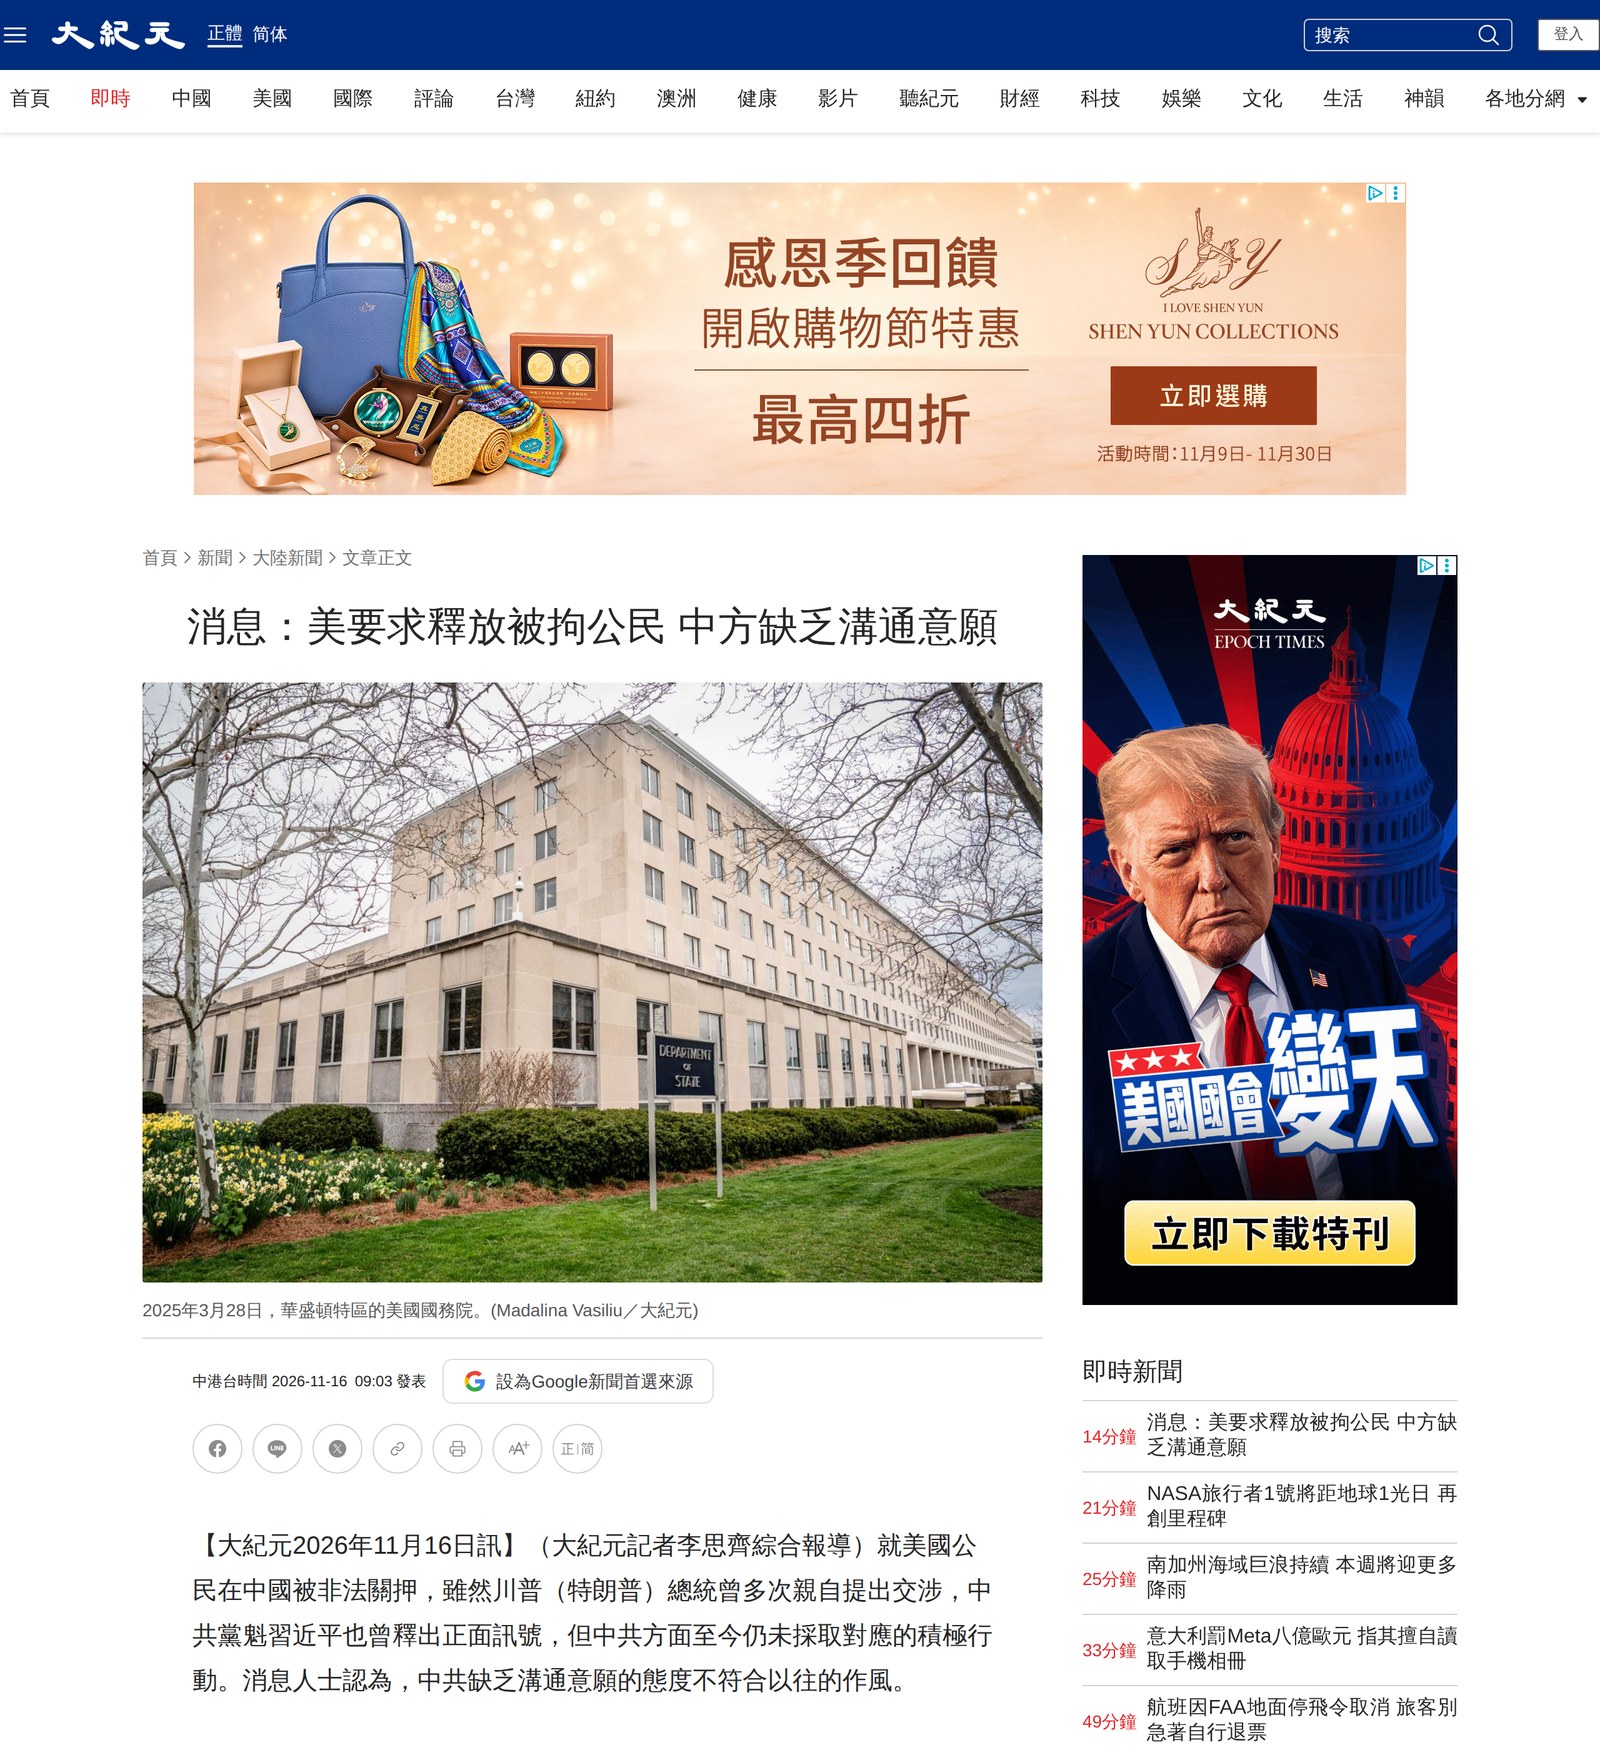 大紀元
正體 简体
搜索
登入
首頁 即時 中國 美國 國際 評論 台灣 紐約 澳洲 健康 影片 聽紀元 財經 科技 娛樂 文化 生活 神韻 各地分網
感恩季回饋
開啟購物節特惠
最高四折
SY
I LOVE SHEN YUN
SHEN YUN COLLECTIONS
立即選購
活動時間：11月9日- 11月30日
首頁 > 新聞 > 大陸新聞 > 文章正文
消息：美要求釋放被拘公民 中方缺乏溝通意願
DEPARTMENT
OF
STATE
2025年3月28日，華盛頓特區的美國國務院。(Madalina Vasiliu／大紀元)
中港台時間 2026-11-16 09:03 發表
設為Google新聞首選來源
LINE
AA+
正|简
【大紀元2026年11月16日訊】（大紀元記者李思齊綜合報導）就美國公
民在中國被非法關押，雖然川普（特朗普）總統曾多次親自提出交涉，中
共黨魁習近平也曾釋出正面訊號，但中共方面至今仍未採取對應的積極行
動。消息人士認為，中共缺乏溝通意願的態度不符合以往的作風。
大紀元
EPOCH TIMES
美國國會變天
立即下載特刊
即時新聞
14分鐘
消息：美要求釋放被拘公民 中方缺
乏溝通意願
21分鐘
NASA旅行者1號將距地球1光日 再
創里程碑
25分鐘
南加州海域巨浪持續 本週將迎更多
降雨
33分鐘
意大利罰Meta八億歐元 指其擅自讀
取手機相冊
49分鐘
航班因FAA地面停飛令取消 旅客別
急著自行退票